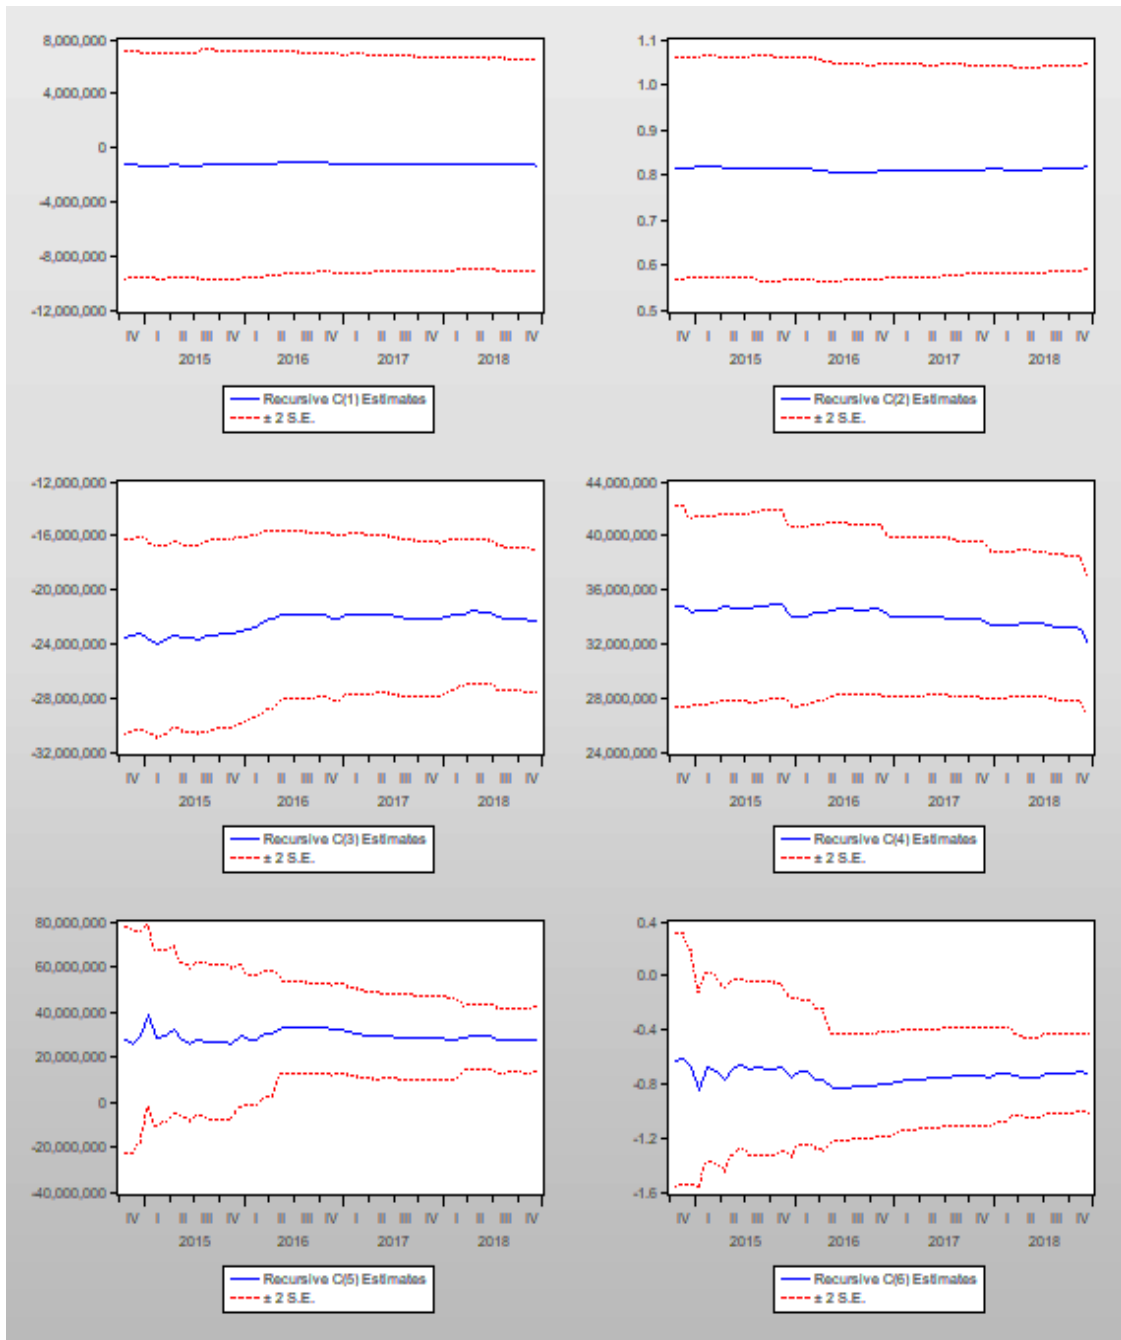 8,000,000
4,000,000
0
-4,000,000
-8,000,000
-12,000,000
IV I II III IV I II III IV I II III IV I II III IV
2015 2016 2017 2018
Recursive C(1) Estimates
± 2 S.E.
1.1
1.0
0.9
0.8
0.7
0.6
0.5
IV I II III IV I II III IV I II III IV I II III IV
2015 2016 2017 2018
Recursive C(2) Estimates
± 2 S.E.
-12,000,000
-16,000,000
-20,000,000
-24,000,000
-28,000,000
-32,000,000
IV I II III IV I II III IV I II III IV I II III IV
2015 2016 2017 2018
Recursive C(3) Estimates
± 2 S.E.
44,000,000
40,000,000
36,000,000
32,000,000
28,000,000
24,000,000
IV I II III IV I II III IV I II III IV I II III IV
2015 2016 2017 2018
Recursive C(4) Estimates
± 2 S.E.
80,000,000
60,000,000
40,000,000
20,000,000
0
-20,000,000
-40,000,000
IV I II III IV I II III IV I II III IV I II III IV
2015 2016 2017 2018
Recursive C(5) Estimates
± 2 S.E.
0.4
0.0
-0.4
-0.8
-1.2
-1.6
IV I II III IV I II III IV I II III IV I II III IV
2015 2016 2017 2018
Recursive C(6) Estimates
± 2 S.E.